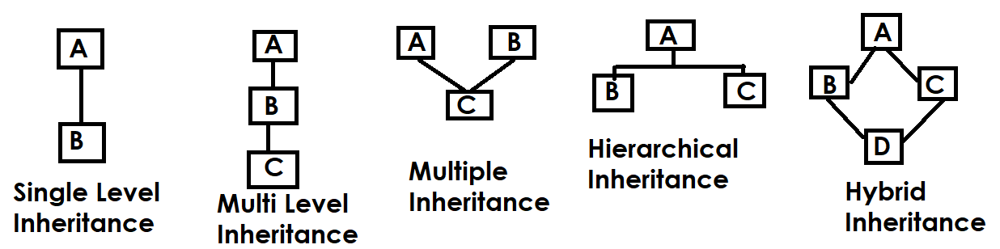 A
B
Single Level
Inheritance
A
B
C
Multi Level
Inheritance
A B
C
Multiple
Inheritance
A
B C
Hierarchical
Inheritance
A
B C
D
Hybrid
Inheritance